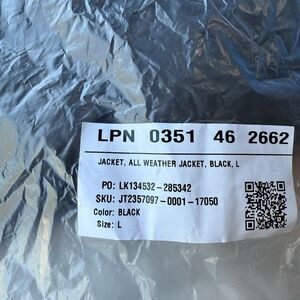 LPN 0351 46 2662
JACKET, ALL WEATHER JACKET, BLACK, L
PO: LK134532-285342
SKU: JT2357097-0001-17050
Color: BLACK
Size: L